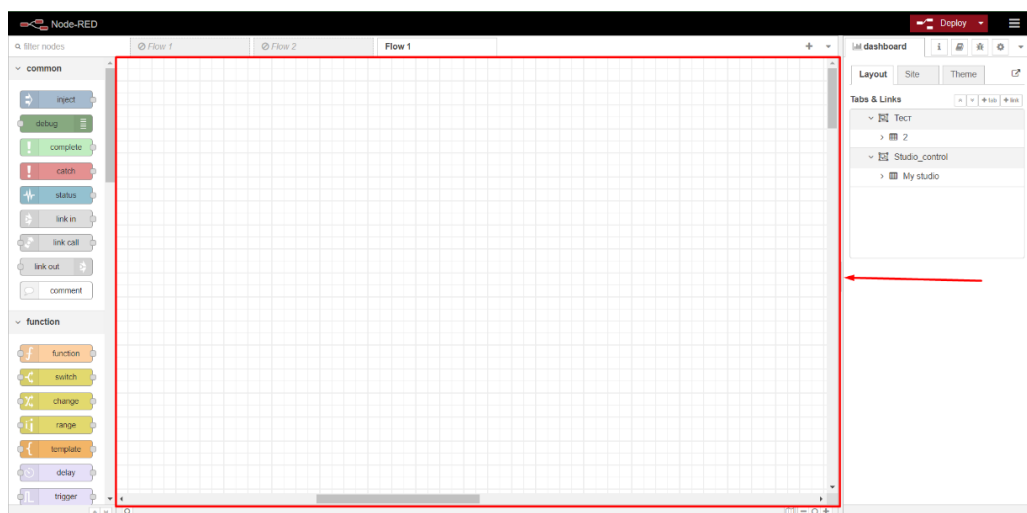 Node-RED
Deploy
filter nodes
Flow 1
Flow 2
Flow 1
dashboard
i
common
inject
debug
complete
catch
status
link in
link call
link out
comment
function
function
switch
change
range
template
delay
trigger
Layout
Site
Theme
Tabs & Links
+ tab
+ link
Тест
2
Studio_control
My studio